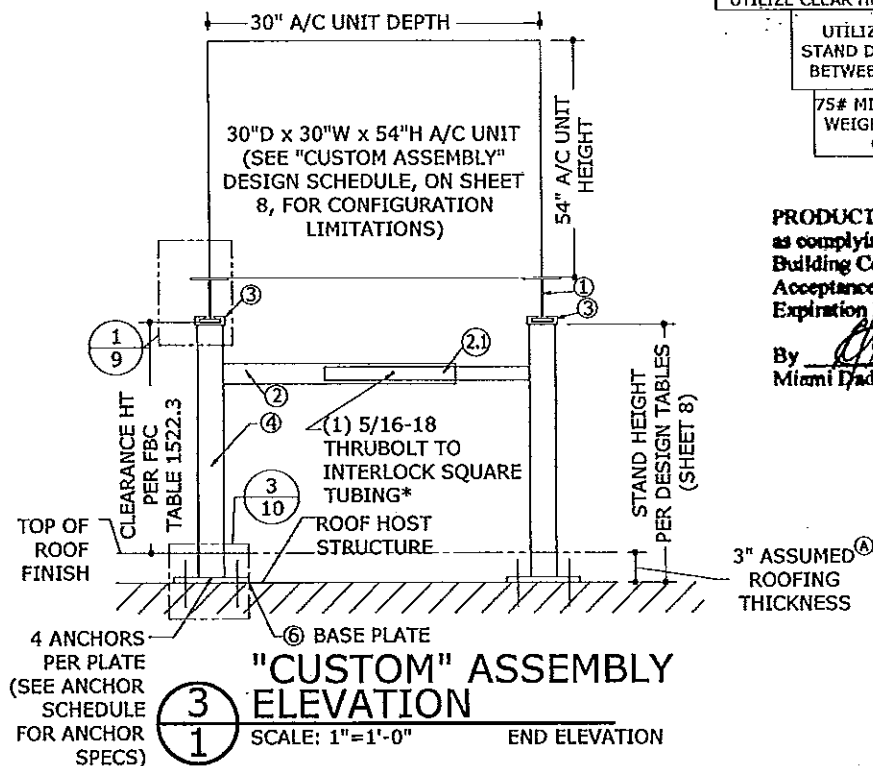 30" A/C UNIT DEPTH
30"D x 30"W x 54"H A/C UNIT
(SEE "CUSTOM ASSEMBLY"
DESIGN SCHEDULE, ON SHEET
8, FOR CONFIGURATION
LIMITATIONS)
54" A/C UNIT
HEIGHT
UTILIZE CLEAR
UTILIZ
STAND D
BETWEE
75# MI
WEIGH
PRODUCT
as complyin
Building Co
Acceptance
Expiration
By
Miami Dad
3
1
3
1
9
2.1
2
4
(1) 5/16-18
THRUBOLT TO
INTERLOCK SQUARE
TUBING*
CLEARANCE HT
PER FBC
TABLE 1522.3
STAND HEIGHT
PER DESIGN TABLES
(SHEET 8)
3
10
ROOF HOST
STRUCTURE
TOP OF
ROOF
FINISH
3" ASSUMED A
ROOFING
THICKNESS
4 ANCHORS
PER PLATE
(SEE ANCHOR
SCHEDULE
FOR ANCHOR
SPECS)
6 BASE PLATE
3
1
"CUSTOM" ASSEMBLY
ELEVATION
SCALE: 1"=1'-0" END ELEVATION